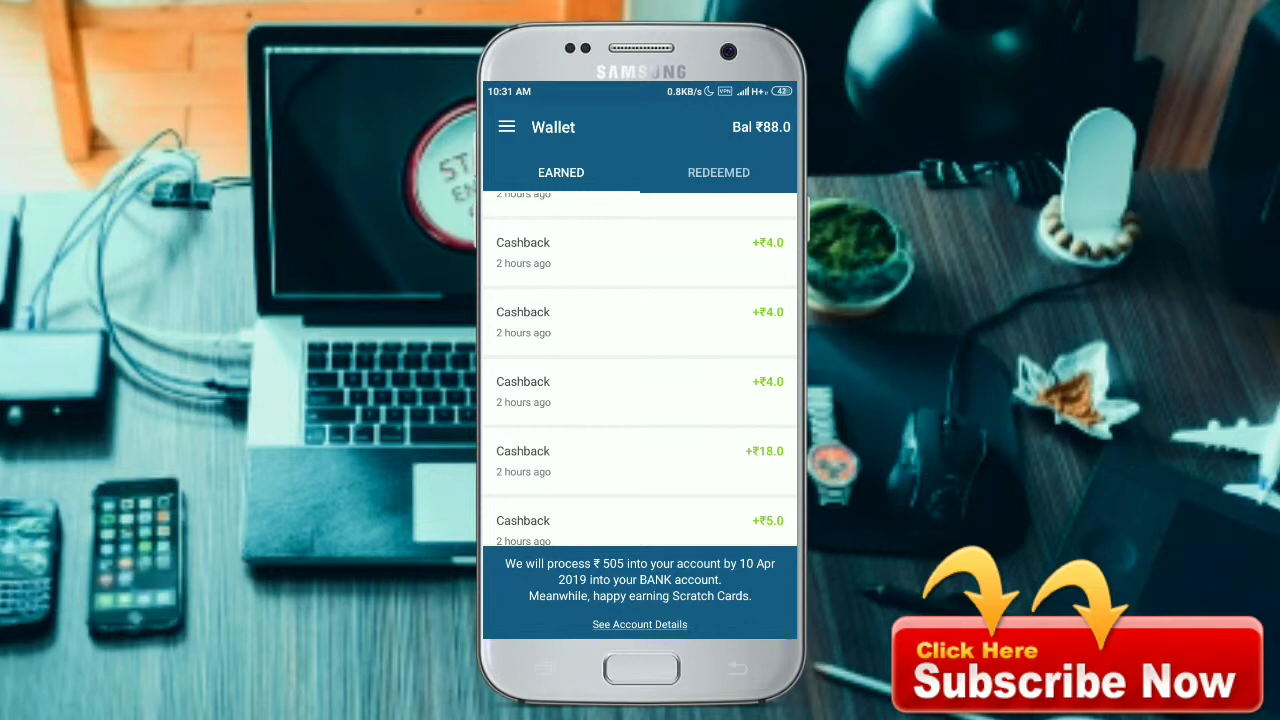 SAMSUNG
10:31 AM
0.8KB/s VPN H+ 42
Wallet
Bal ₹88.0
EARNED
REDEEMED
2 hours ago
Cashback
+₹4.0
2 hours ago
Cashback
+₹4.0
2 hours ago
Cashback
+₹4.0
2 hours ago
Cashback
+₹18.0
2 hours ago
Cashback
+₹5.0
2 hours ago
We will process ₹ 505 into your account by 10 Apr
2019 into your BANK account.
Meanwhile, happy earning Scratch Cards.
See Account Details
Click Here
Subscribe Now